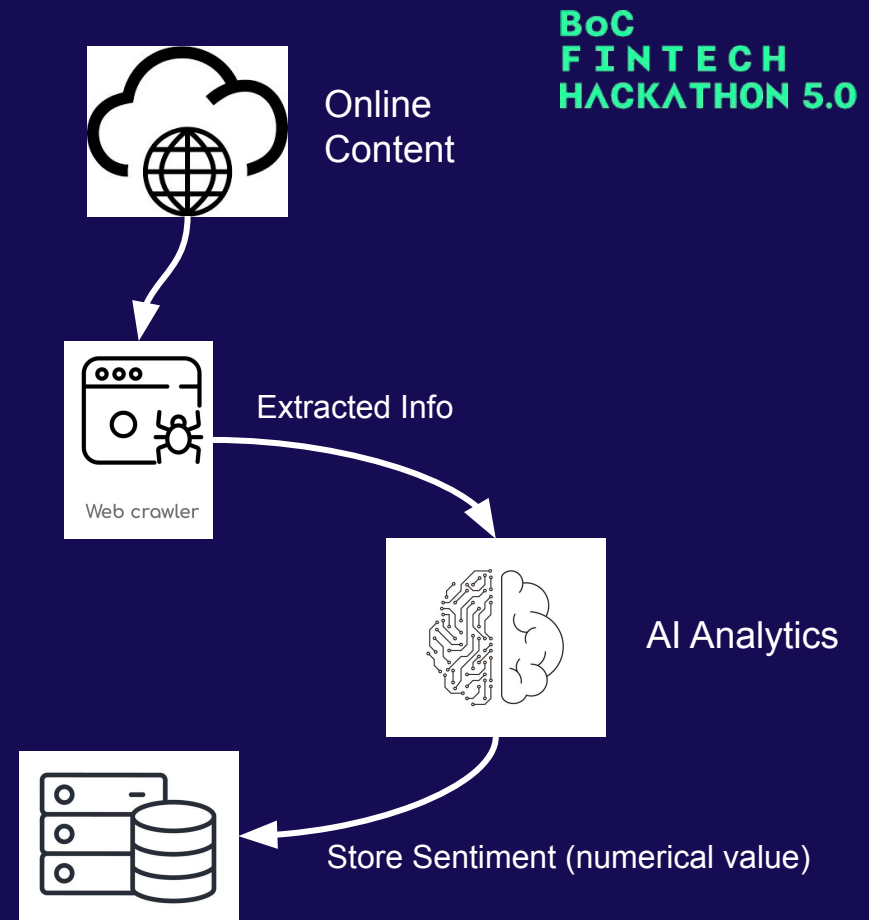 BoC
FINTECH
HACKATHON 5.0
Online
Content
Extracted Info
Web crawler
AI Analytics
Store Sentiment (numerical value)